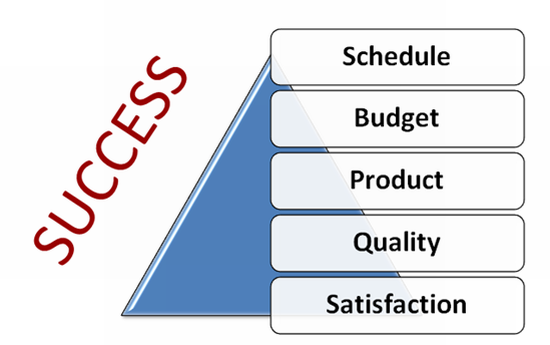 SUCCESS
Schedule
Budget
Product
Quality
Satisfaction